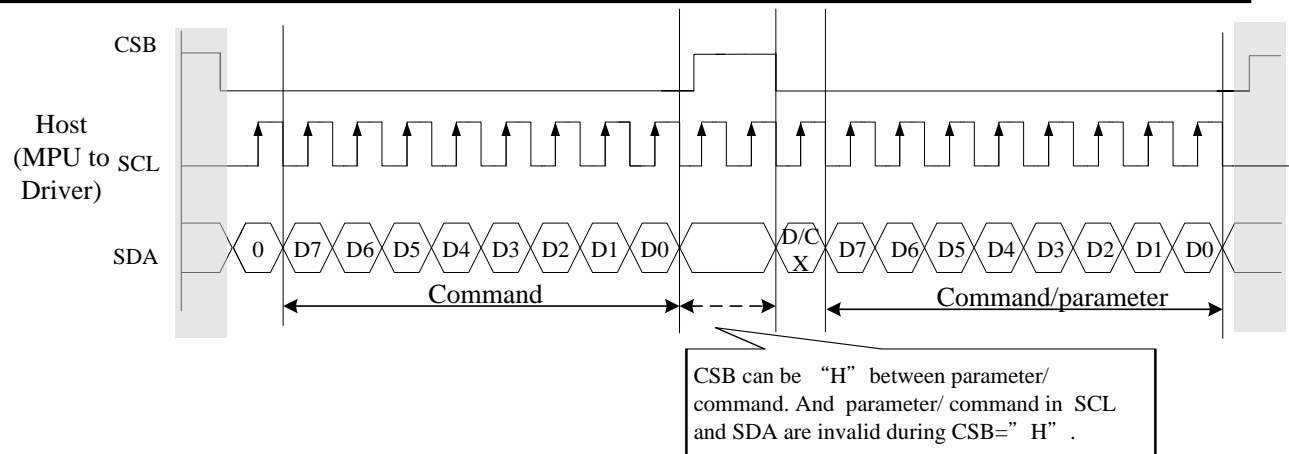 CSB
Host
(MPU to
Driver)
SCL
SDA
0 D7 D6 D5 D4 D3 D2 D1 D0 D/C
X D7 D6 D5 D4 D3 D2 D1 D0
Command
Command/parameter
CSB can be “H” between parameter/
command. And parameter/ command in SCL
and SDA are invalid during CSB=” H” .